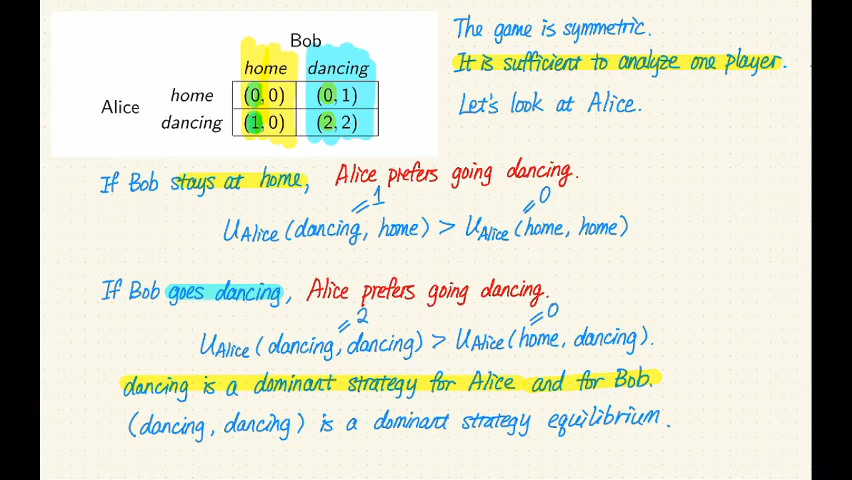 Bob
home dancing
Alice home (0, 0) (0, 1)
dancing (1, 0) (2, 2)
The game is symmetric.
It is sufficient to analyze one player.
Let's look at Alice.
If Bob stays at home, Alice prefers going dancing.
=1 =0
UAlice (dancing, home) > UAlice (home, home)
If Bob goes dancing, Alice prefers going dancing.
=2 =0
UAlice (dancing, dancing) > UAlice (home, dancing).
dancing is a dominant strategy for Alice and for Bob.
(dancing, dancing) is a dominant strategy equilibrium.